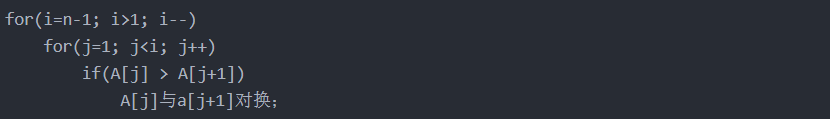 for(i=n-1; i>1; i--)
    for(j=1; j<i; j++)
        if(A[j] > A[j+1])
            A[j]与a[j+1]对换;